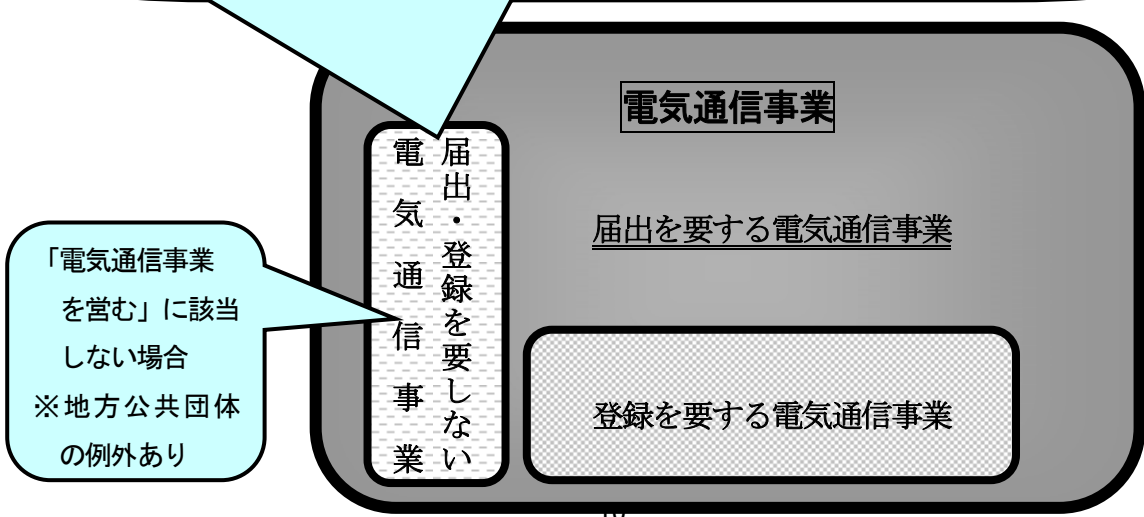 電気通信事業
届出・登録を要しない
電気通信事業
届出を要する電気通信事業
「電気通信事業
を営む」に該当
しない場合
※地方公共団体
の例外あり
登録を要する電気通信事業